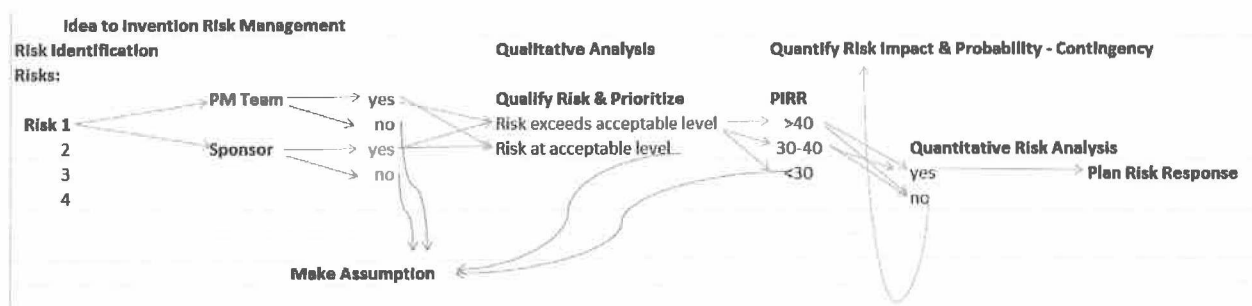 Idea to Invention Risk Management
Risk Identification
Qualitative Analysis
Quantify Risk Impact & Probability - Contingency
Risks:
PM Team
yes
Qualify Risk & Prioritize
PIRR
Risk 1
no
Risk exceeds acceptable level
>40
2
Sponsor
yes
Risk at acceptable level
30-40
Quantitative Risk Analysis
3
no
<30
yes
Plan Risk Response
4
no
Make Assumption